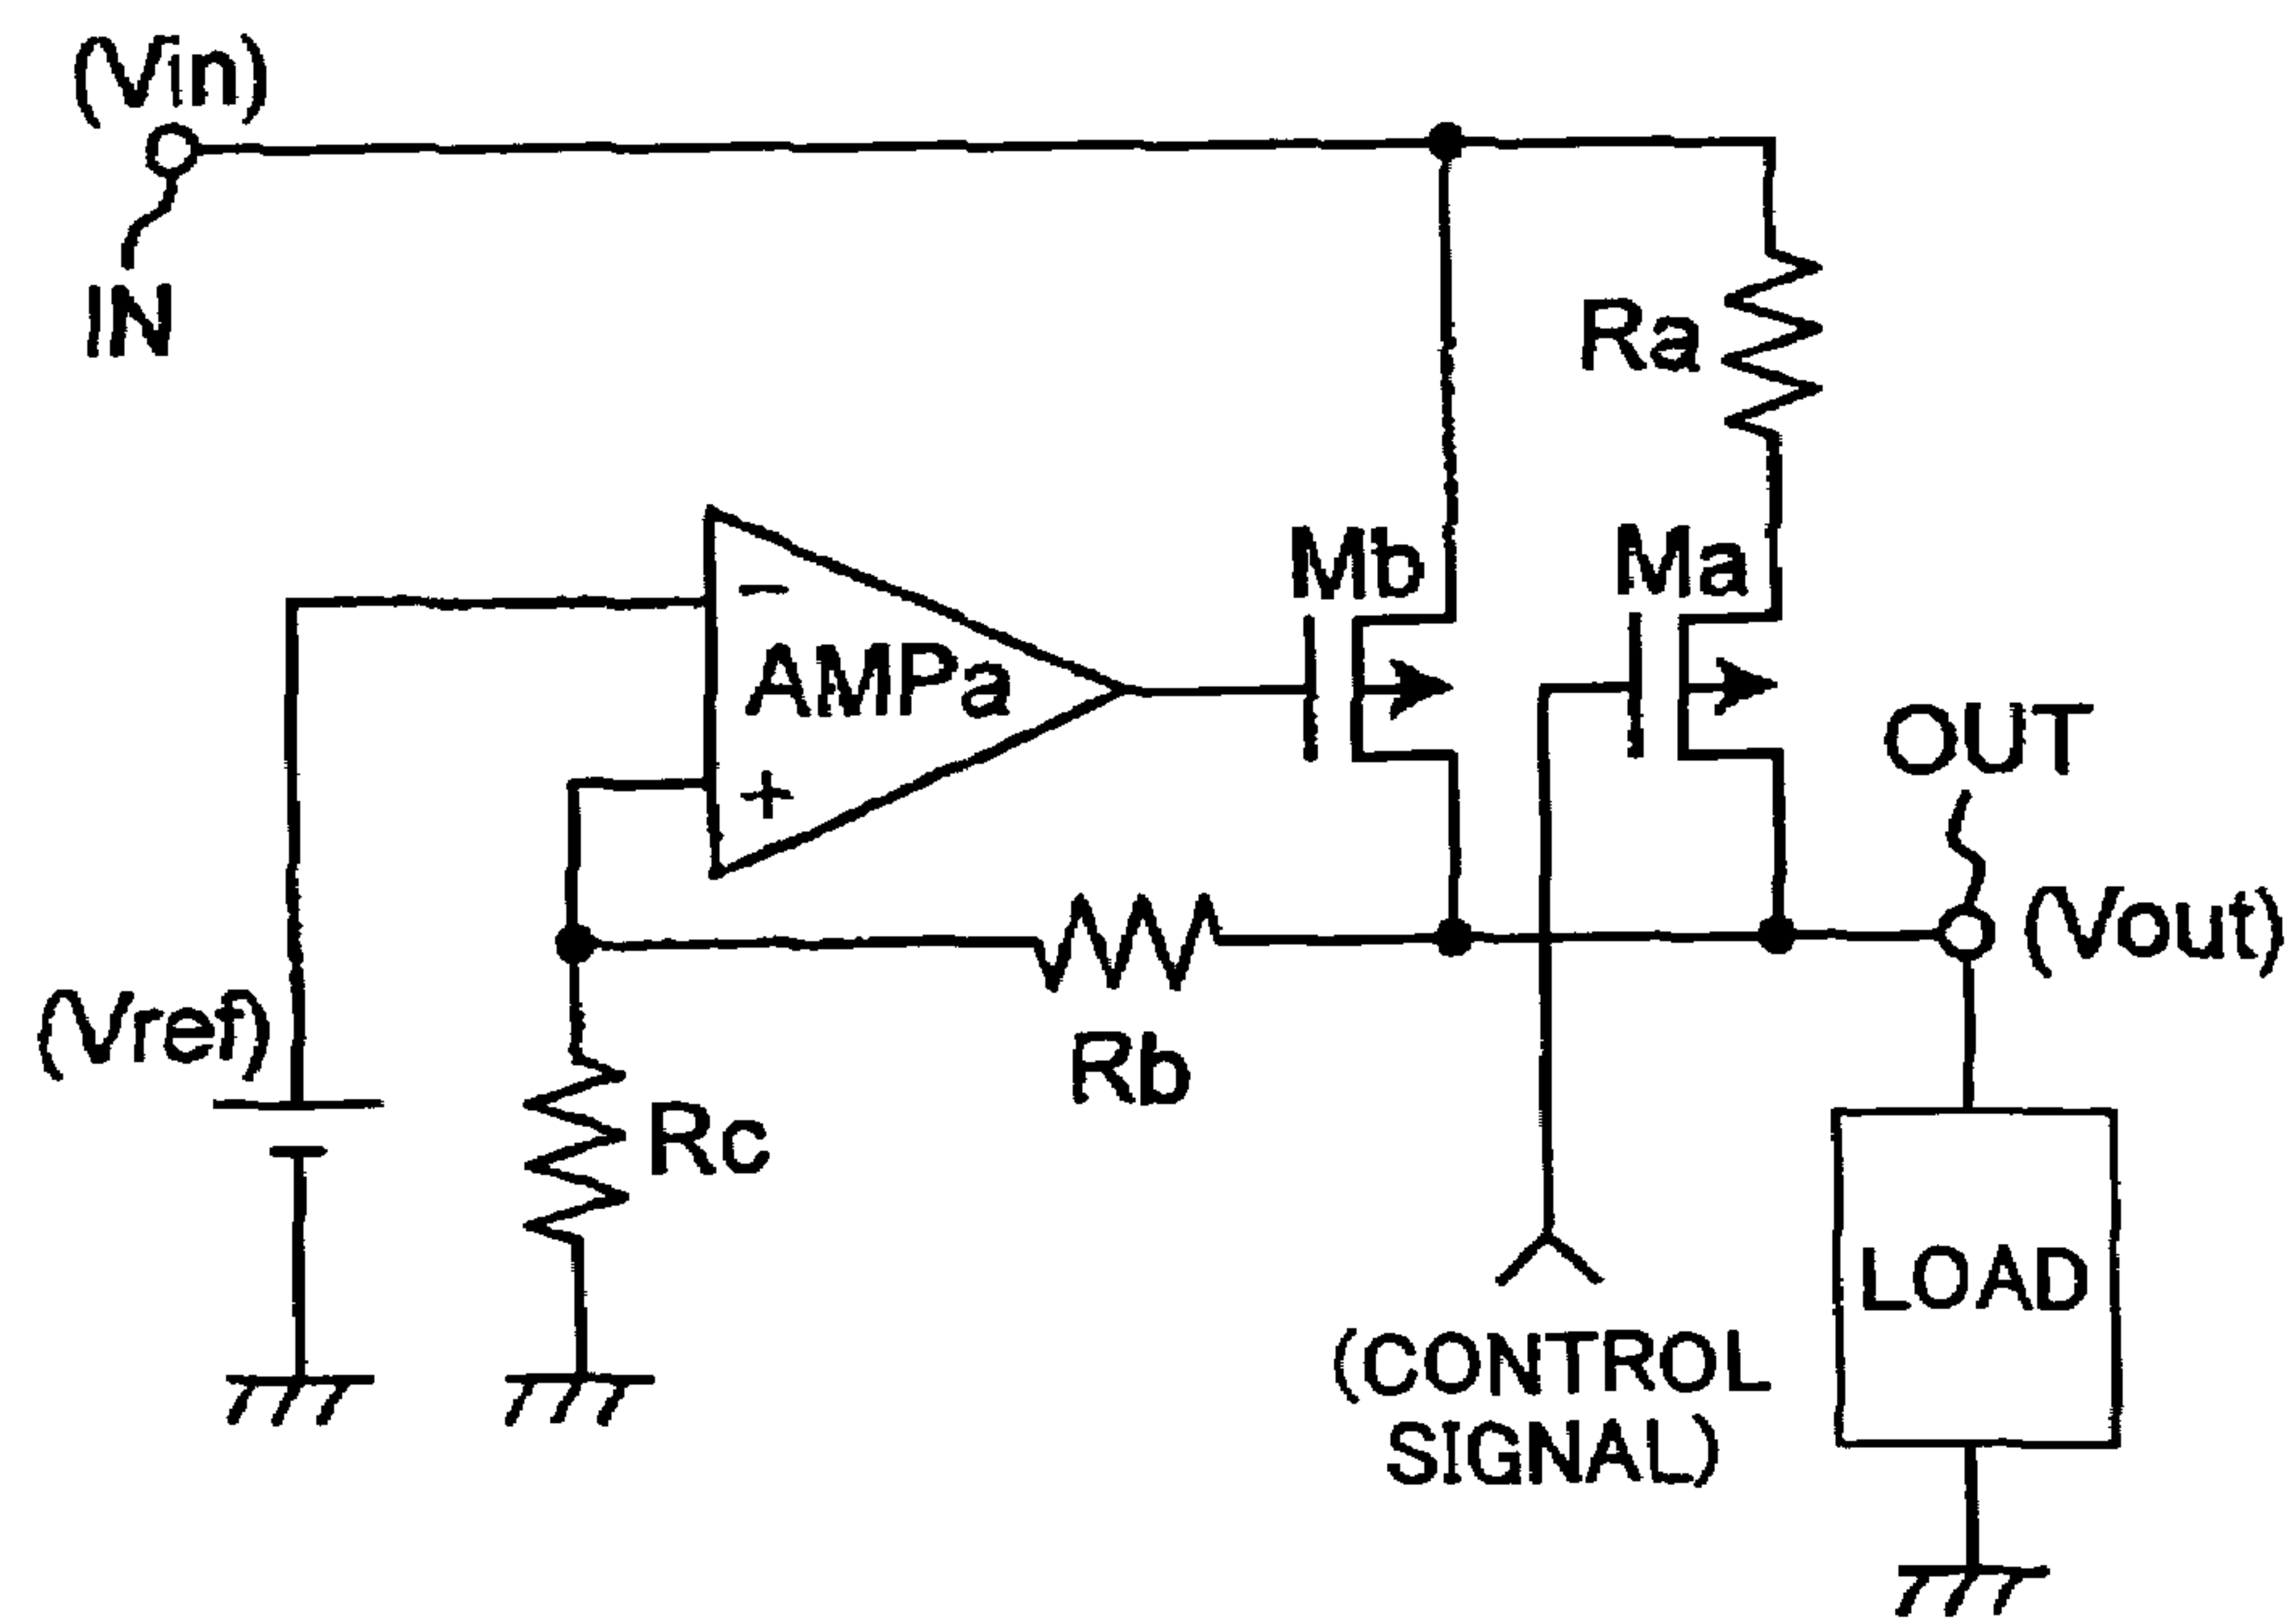 (Vin)
IN
Ra
Mb
Ma
−
AMPa
+
OUT
(Vout)
(Vref)
Rb
Rc
LOAD
(CONTROL
SIGNAL)